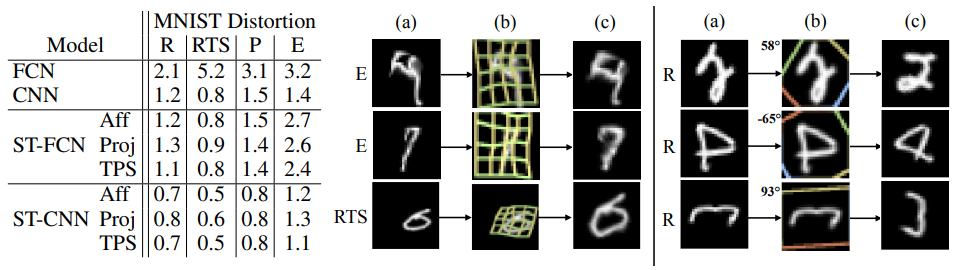 MNIST Distortion
Model R RTS P E
FCN 2.1 5.2 3.1 3.2
CNN 1.2 0.8 1.5 1.4
ST-FCN
Aff 1.2 0.8 1.5 2.7
Proj 1.3 0.9 1.4 2.6
TPS 1.1 0.8 1.4 2.4
ST-CNN
Aff 0.7 0.5 0.8 1.2
Proj 0.8 0.6 0.8 1.3
TPS 0.7 0.5 0.8 1.1
(a) (b) (c)
E
E
RTS
(a) (b) (c)
R 58°
R -65°
R 93°